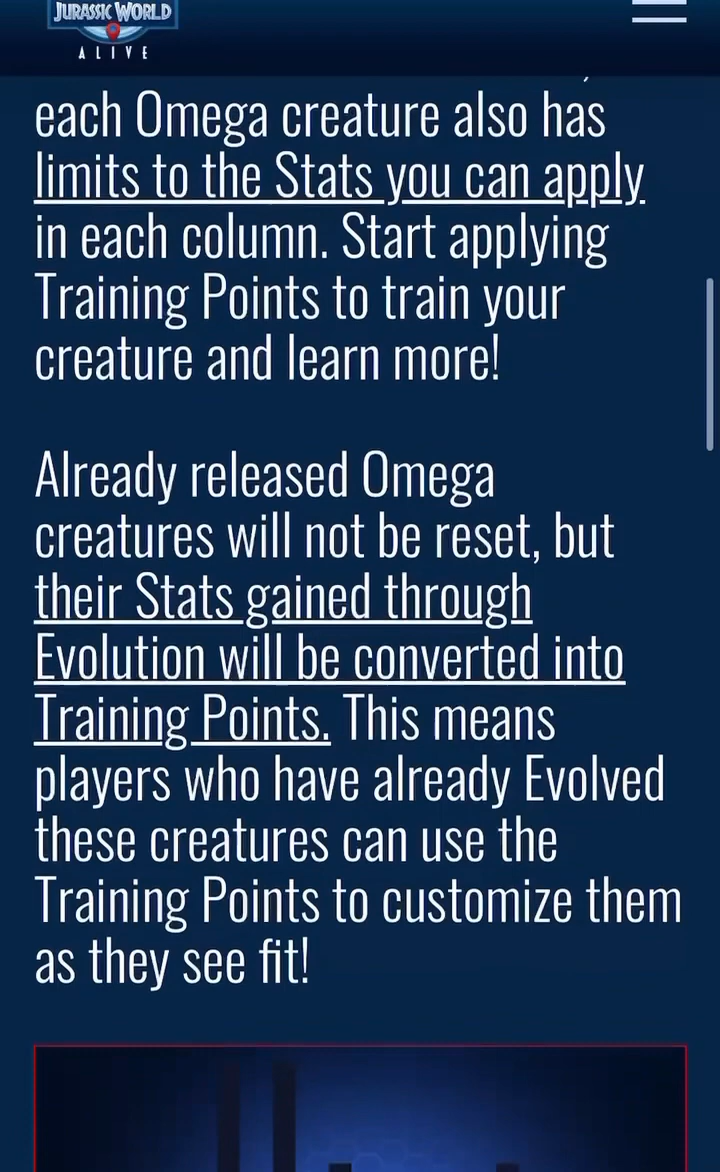 JURASSIC WORLD
ALIVE
each Omega creature also has
limits to the Stats you can apply
in each column. Start applying
Training Points to train your
creature and learn more!
Already released Omega
creatures will not be reset, but
their Stats gained through
Evolution will be converted into
Training Points. This means
players who have already Evolved
these creatures can use the
Training Points to customize them
as they see fit!